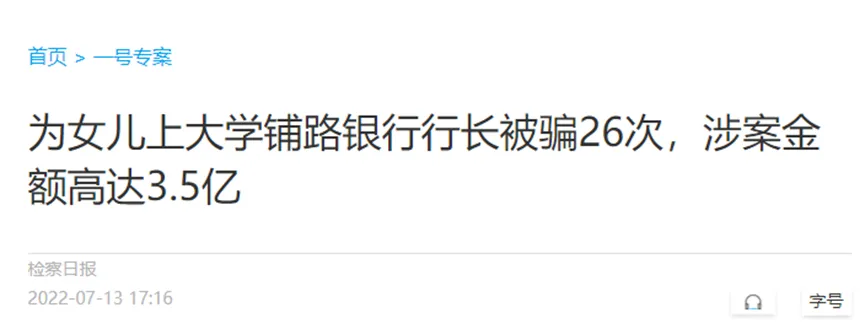 首页 > 一号专案
为女儿上大学铺路银行行长被骗26次，涉案金
额高达3.5亿
检察日报
2022-07-13 17:16
字号